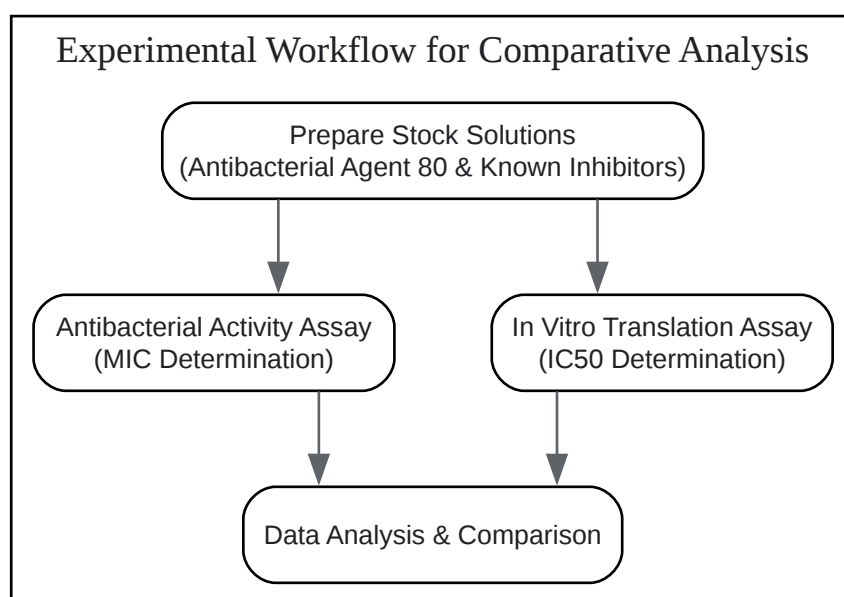 Experimental Workflow for Comparative Analysis
Prepare Stock Solutions
(Antibacterial Agent 80 & Known Inhibitors)
Antibacterial Activity Assay
(MIC Determination)
In Vitro Translation Assay
(IC50 Determination)
Data Analysis & Comparison